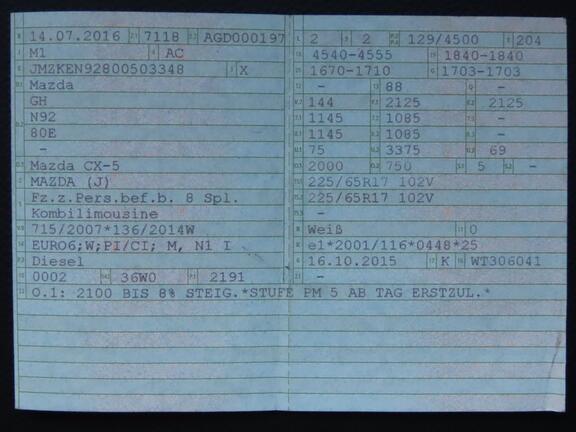 14.07.2016 7118 AGD000197
M1 AC
JMZKEN92800503348 X
Mazda
GH
N92
80E
-
Mazda CX-5
MAZDA (J)
Fz.z.Pers.bef.b. 8 Spl.
Kombilimousine
715/2007*136/2014W
EURO6;W;PI/CI; M, N1 I
Diesel
0002 36W0 2191
2 2 129/4500 204
4540-4555 1840-1840
1670-1710 1703-1703
- 88 -
144 2125 2125
1145 1085 -
1145 1085 -
75 3375 69
2000 750 5 -
225/65R17 102V
225/65R17 102V
-
Weiß 0
e1*2001/116*0448*25
16.10.2015 K WT306041
-
O.1: 2100 BIS 8% STEIG.*STUFE PM 5 AB TAG ERSTZUL.*